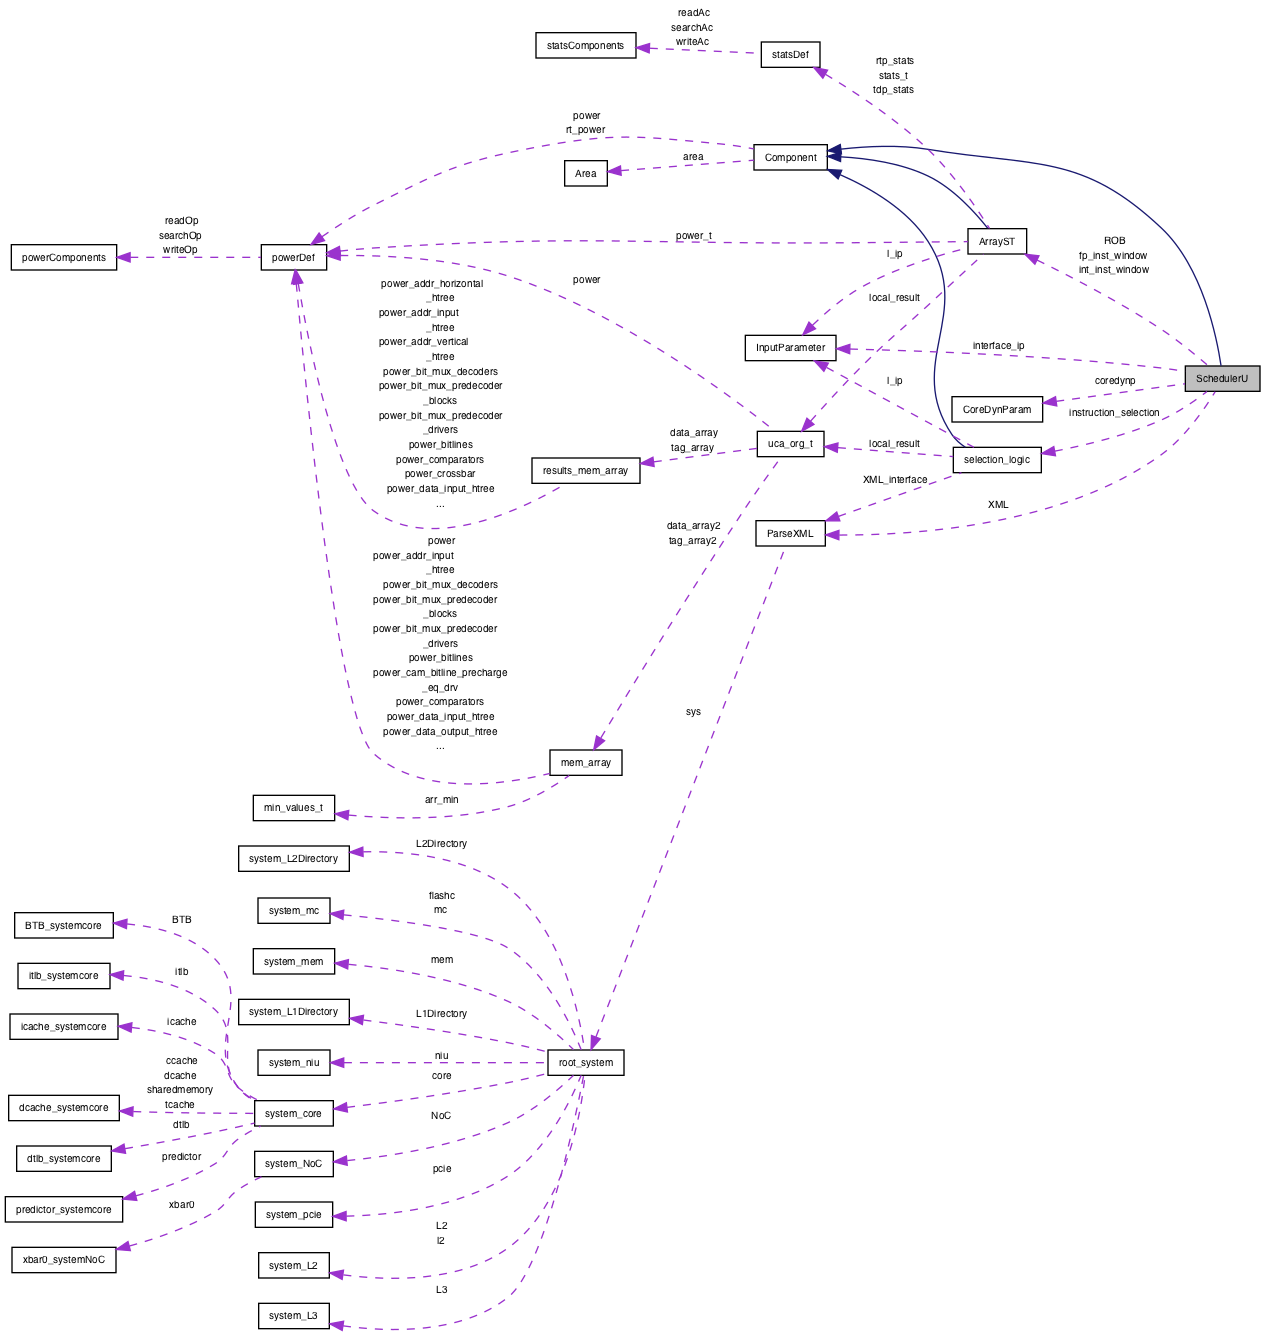 readAc
searchAc
writeAc
statsComponents
statsDef
rtp_stats
stats_t
tdp_stats
power
rt_power
Component
area
Area
readOp
searchOp
writeOp
powerComponents
powerDef
power_t
ArrayST
ROB
fp_inst_window
int_inst_window
I_ip
power
local_result
power_addr_horizontal
_htree
power_addr_input
_htree
power_addr_vertical
_htree
power_bit_mux_decoders
power_bit_mux_predecoder
_blocks
power_bit_mux_predecoder
_drivers
power_bitlines
power_comparators
power_crossbar
power_data_input_htree
...
InputParameter
interface_ip
SchedulerU
I_ip
coredynp
CoreDynParam
instruction_selection
data_array
tag_array
uca_org_t
local_result
selection_logic
results_mem_array
XML_interface
XML
data_array2
tag_array2
ParseXML
power
power_addr_input
_htree
power_bit_mux_decoders
power_bit_mux_predecoder
_blocks
power_bit_mux_predecoder
_drivers
power_bitlines
power_cam_bitline_precharge
_eq_drv
power_comparators
power_data_input_htree
power_data_output_htree
...
sys
mem_array
arr_min
min_values_t
L2Directory
system_L2Directory
flashc
mc
system_mc
BTB
BTB_systemcore
mem
system_mem
itlb
itlb_systemcore
L1Directory
system_L1Directory
icache
icache_systemcore
niu
system_niu
root_system
ccache
dcache
sharedmemory
tcache
dcache_systemcore
core
system_core
dtlb
dtlb_systemcore
NoC
system_NoC
predictor
predictor_systemcore
pcie
system_pcie
xbar0
xbar0_systemNoC
L2
l2
system_L2
L3
system_L3